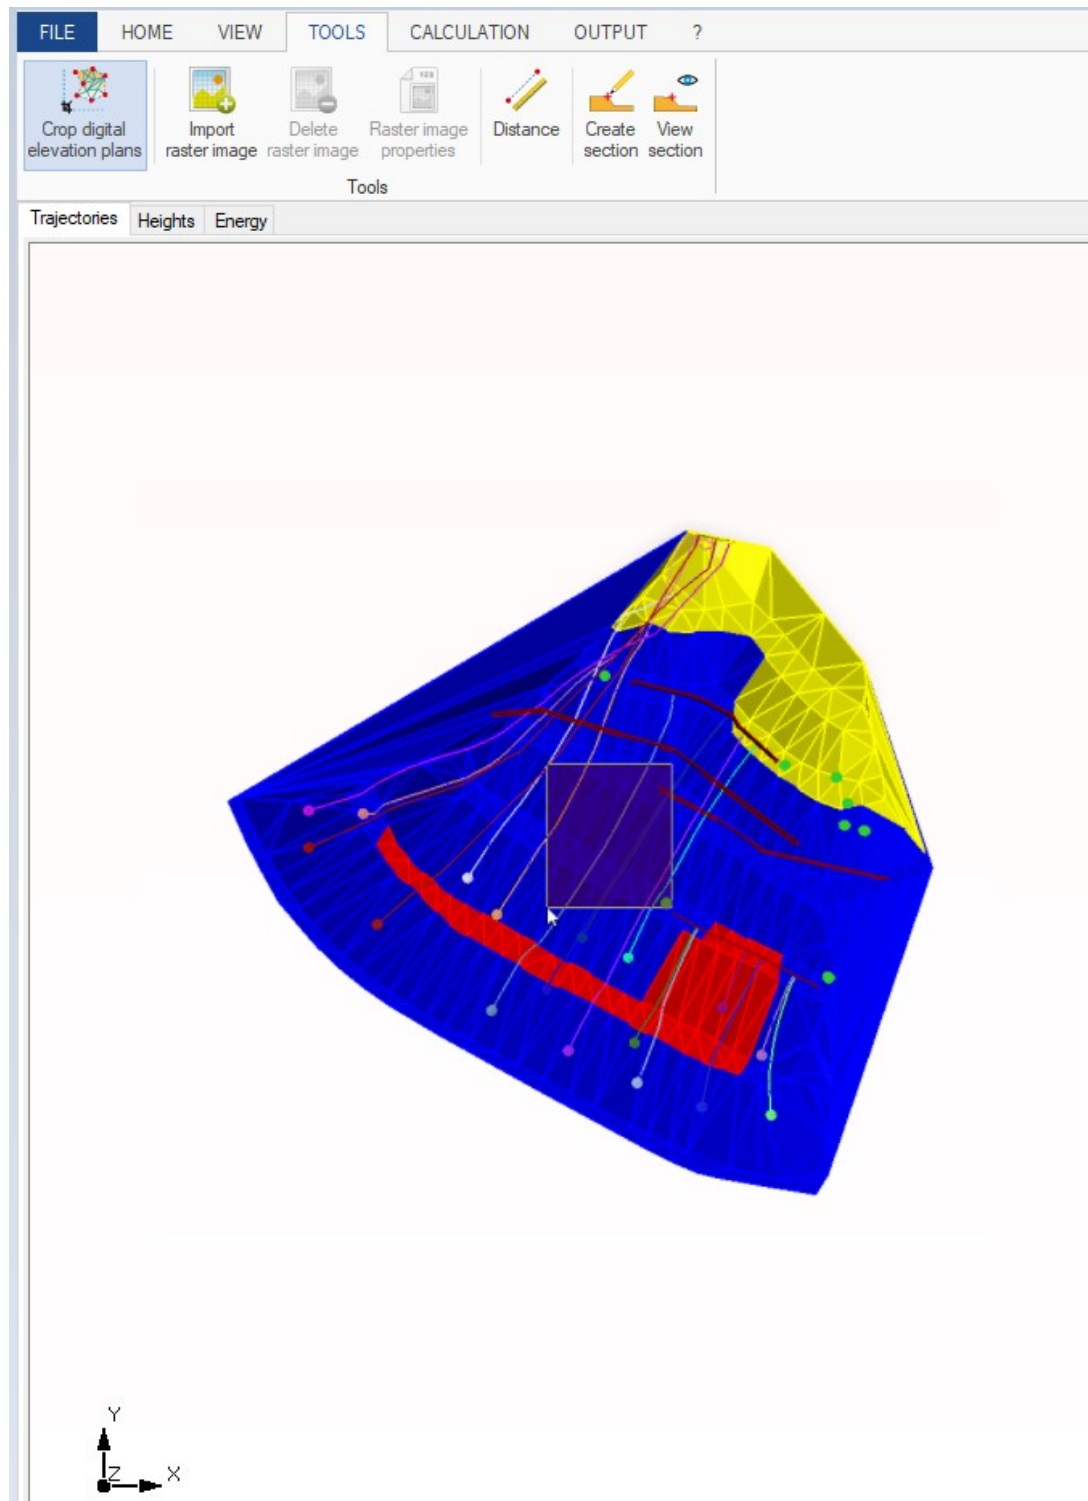 FILE HOME VIEW TOOLS CALCULATION OUTPUT ?
Crop digital
elevation plans
Import
raster image
Delete
raster image
Raster image
properties
Distance
Create
section
View
section
Tools
Trajectories Heights Energy
Y
Z X